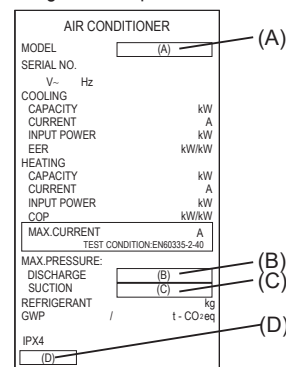 AIR CONDITIONER
MODEL (A)
(A)
SERIAL NO.
V~ Hz
COOLING
CAPACITY kW
CURRENT A
INPUT POWER kW
EER kW/kW
HEATING
CAPACITY kW
CURRENT A
INPUT POWER kW
COP kW/kW
MAX.CURRENT A
TEST CONDITION:EN60335-2-40
MAX.PRESSURE:
DISCHARGE (B)
(B)
SUCTION (C)
(C)
REFRIGERANT kg
GWP / t - CO2eq
(D)
IPX4
(D)